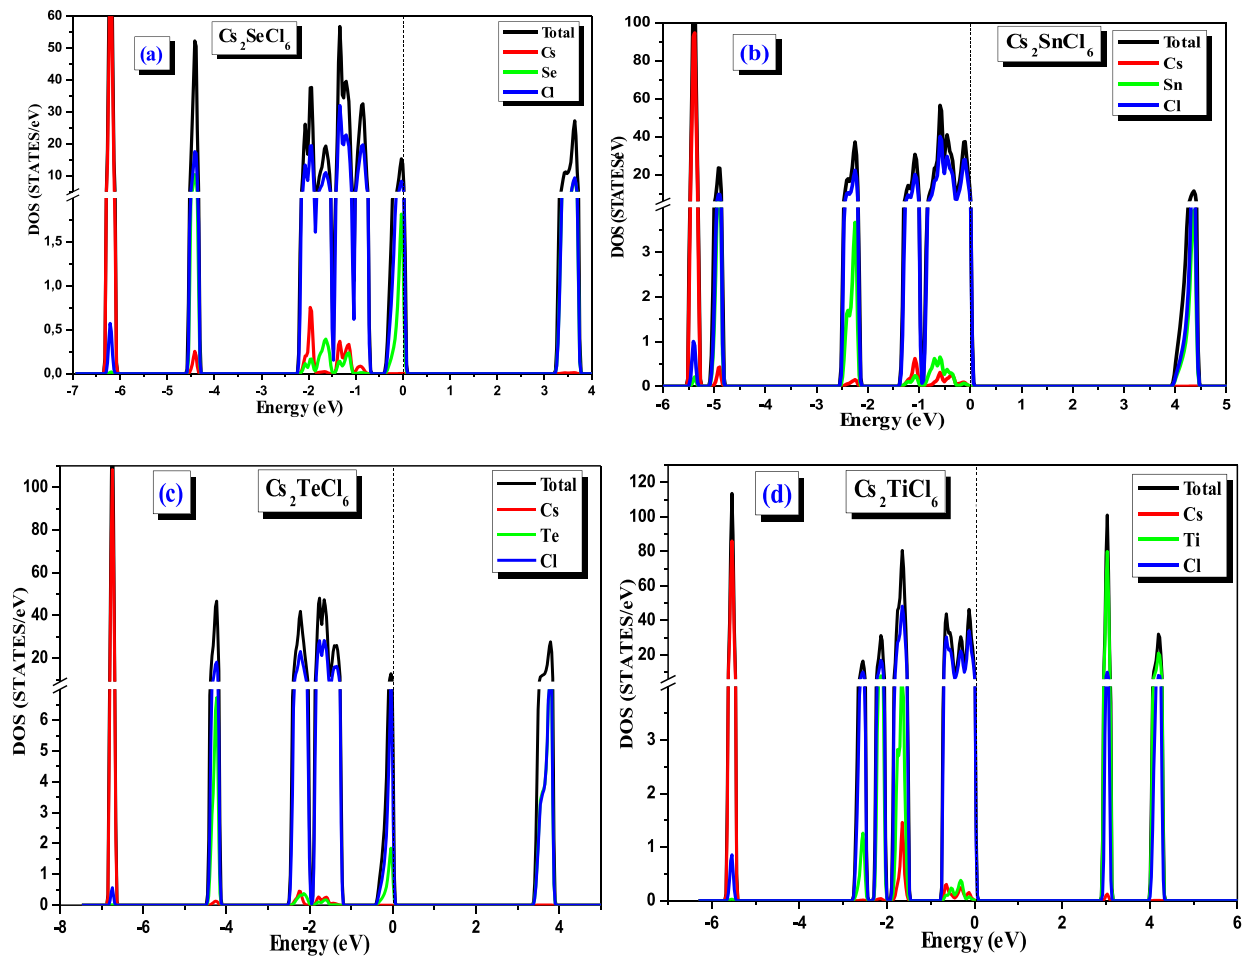 (a)
Cs2SeCl6
Total
Cs
Se
Cl
DOS (STATES/eV)
60
50
40
30
20
10
1,5
1,0
0,5
0,0
-7 -6 -5 -4 -3 -2 -1 0 1 2 3 4
Energy (eV)
(b)
Cs2SnCl6
Total
Cs
Sn
Cl
DOS (STATES/eV)
100
80
60
40
20
3
2
1
0
-6 -5 -4 -3 -2 -1 0 1 2 3 4 5
Energy (eV)
(c)
Cs2TeCl6
Total
Cs
Te
Cl
DOS (STATES/eV)
100
80
60
40
20
6
5
4
3
2
1
0
-8 -6 -4 -2 0 2 4
Energy (eV)
(d)
Cs2TiCl6
Total
Cs
Ti
Cl
DOS (STATES/eV)
120
100
80
60
40
20
3
2
1
0
-6 -4 -2 0 2 4 6
Energy (eV)